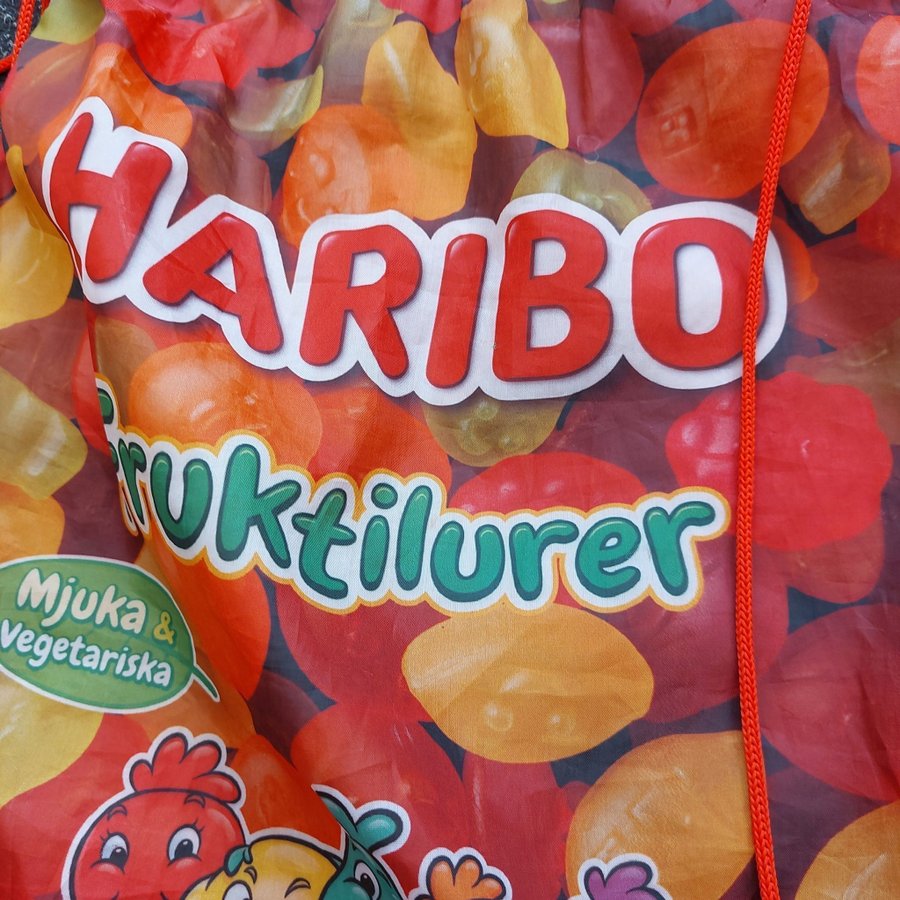 HARIBO
Fruktilurer
Mjuka &
vegetariska